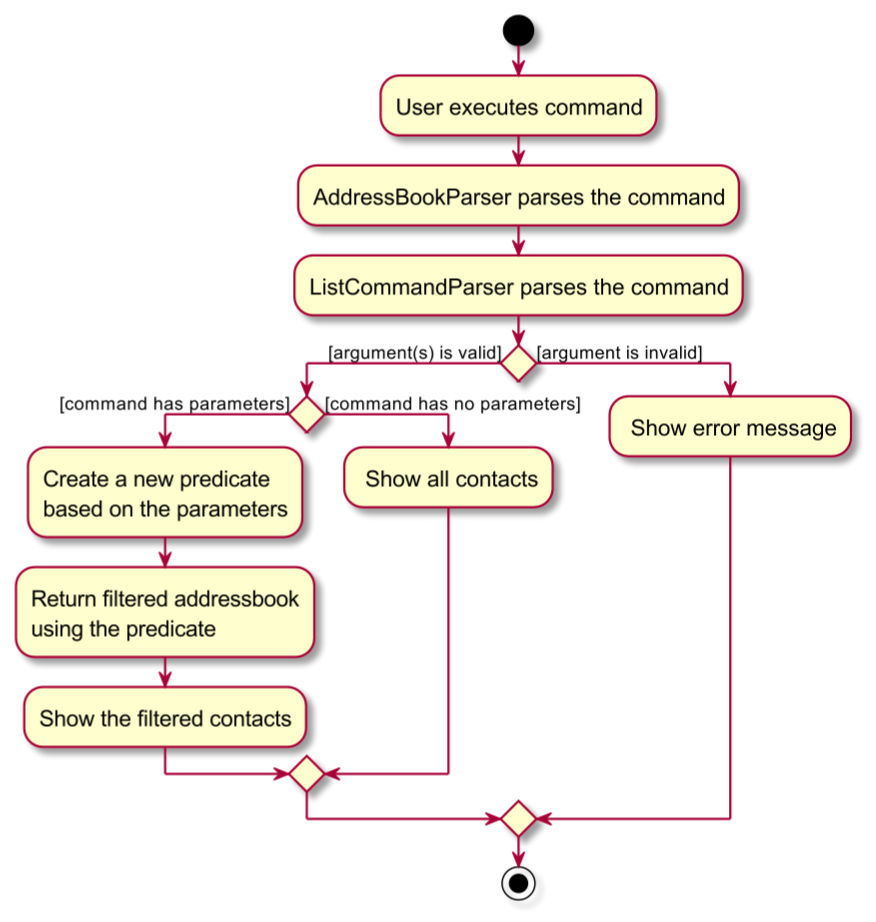 User executes command
AddressBookParser parses the command
ListCommandParser parses the command
[argument(s) is valid]
[argument is invalid]
[command has parameters]
[command has no parameters]
Show error message
Create a new predicate
based on the parameters
Show all contacts
Return filtered addressbook
using the predicate
Show the filtered contacts